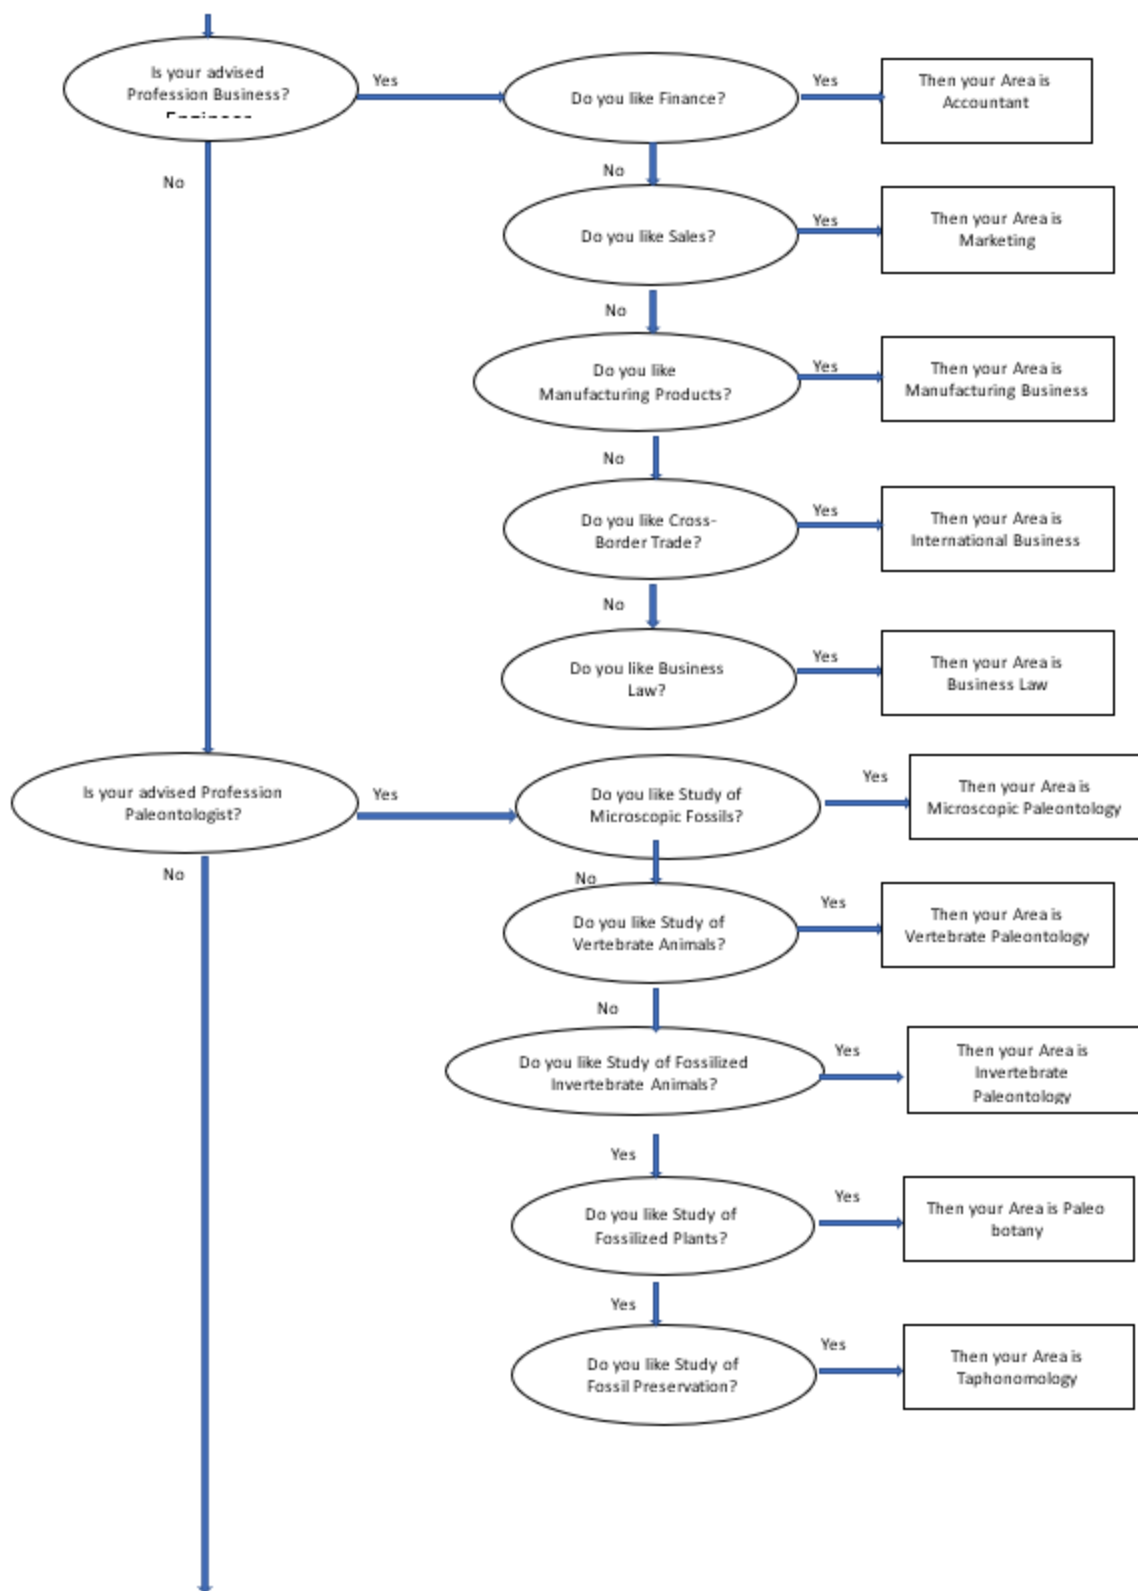 Is your advised
Profession Business?
Yes
Do you like Finance?
Yes
Then your Area is
Accountant
No
No
Do you like Sales?
Yes
Then your Area is
Marketing
No
Do you like
Manufacturing Products?
Yes
Then your Area is
Manufacturing Business
No
Do you like Cross-
Border Trade?
Yes
Then your Area is
International Business
No
Do you like Business
Law?
Yes
Then your Area is
Business Law
Is your advised Profession
Paleontologist?
Yes
Do you like Study of
Microscopic Fossils?
Yes
Then your Area is
Microscopic Paleontology
No
No
Do you like Study of
Vertebrate Animals?
Yes
Then your Area is
Vertebrate Paleontology
No
Do you like Study of Fossilized
Invertebrate Animals?
Yes
Then your Area is
Invertebrate
Paleontology
Yes
Do you like Study of
Fossilized Plants?
Yes
Then your Area is Paleo
botany
Yes
Do you like Study of
Fossil Preservation?
Yes
Then your Area is
Taphonomology